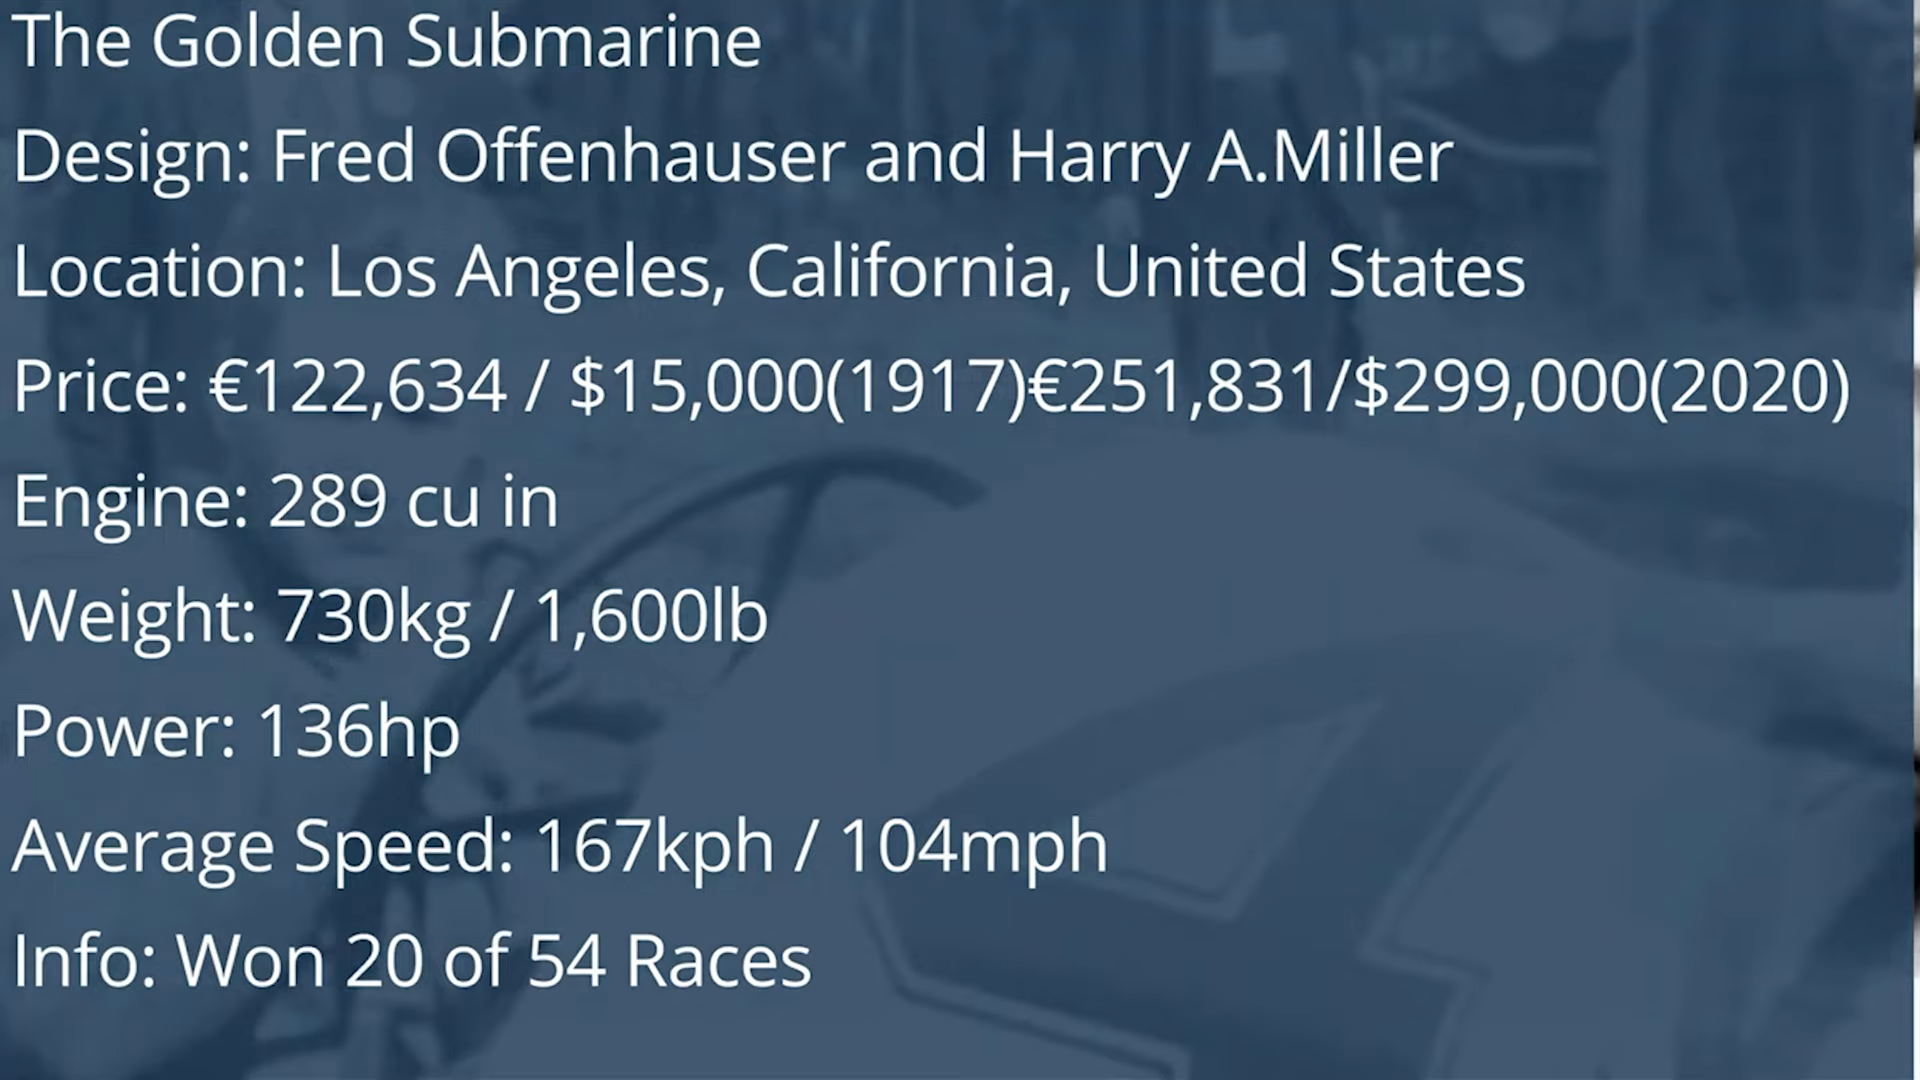 The Golden Submarine
Design: Fred Offenhauser and Harry A.Miller
Location: Los Angeles, California, United States
Price: €122,634 / $15,000(1917)€251,831/$299,000(2020)
Engine: 289 cu in
Weight: 730kg / 1,600lb
Power: 136hp
Average Speed: 167kph / 104mph
Info: Won 20 of 54 Races